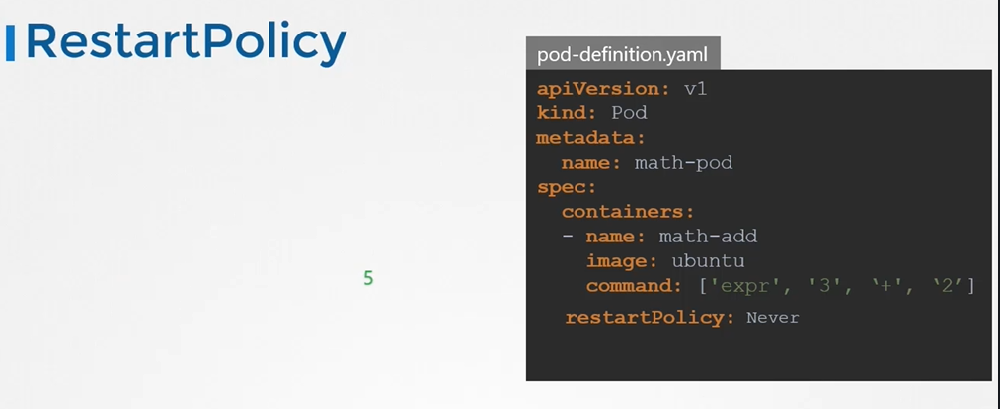 RestartPolicy
pod-definition.yaml
apiVersion: v1
kind: Pod
metadata:
  name: math-pod
spec:
  containers:
  - name: math-add
    image: ubuntu
    command: ['expr', '3', ‘+', ‘2’]
  restartPolicy: Never
5